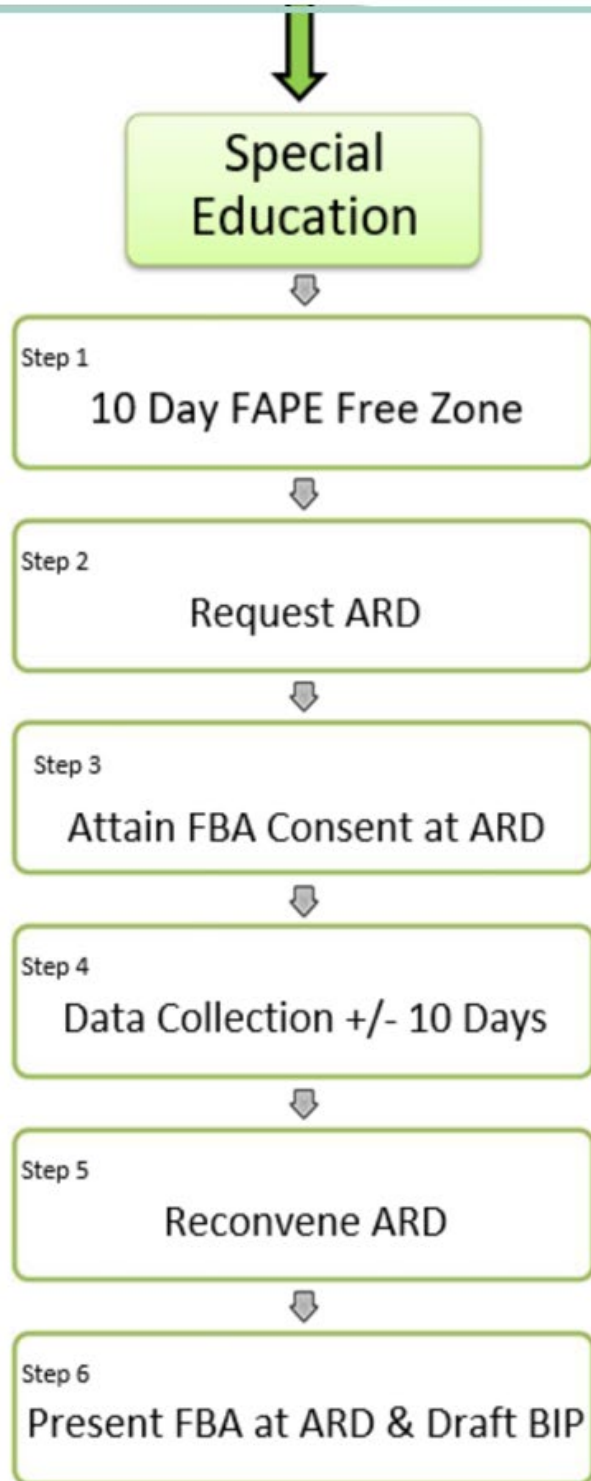 Special
Education
Step 1
10 Day FAPE Free Zone
Step 2
Request ARD
Step 3
Attain FBA Consent at ARD
Step 4
Data Collection +/- 10 Days
Step 5
Reconvene ARD
Step 6
Present FBA at ARD & Draft BIP